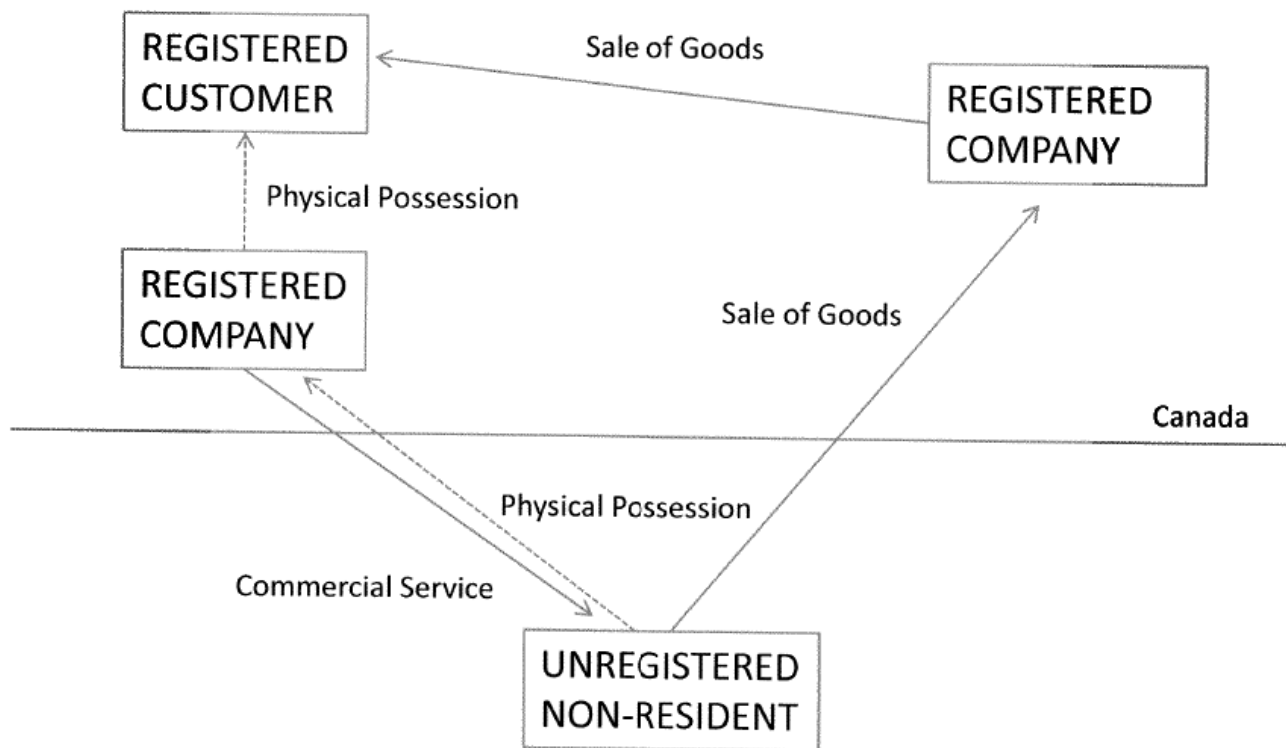 REGISTERED
CUSTOMER
Sale of Goods
REGISTERED
COMPANY
Physical Possession
REGISTERED
COMPANY
Sale of Goods
Canada
Physical Possession
Commercial Service
UNREGISTERED
NON-RESIDENT